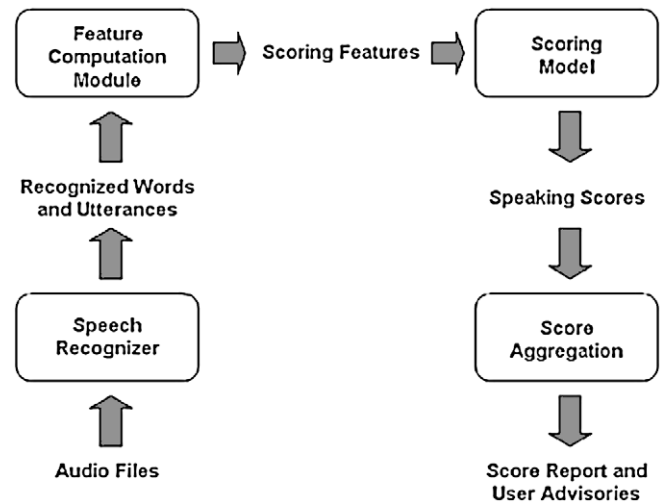 Feature
Computation
Module
Scoring Features
Scoring
Model
Recognized Words
and Utterances
Speaking Scores
Speech
Recognizer
Score
Aggregation
Audio Files
Score Report and
User Advisories